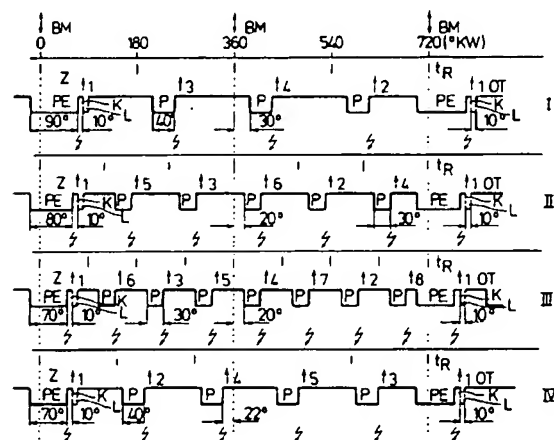 BM BM BM
0 180 360 540 720 (°KW)
Z tR
↑1 ↑3 ↑4 ↑2 ↑1 OT
PE K P P P PE K I
L L
90° 10° 40° 30° 10°
Z tR
↑1 ↑5 ↑3 ↑6 ↑2 ↑4 ↑1 OT
PE K P P P P P PE K II
L L
80° 10° 20° 30° 10°
Z tR
↑1 ↑6 ↑3 ↑5 ↑4 ↑7 ↑2 ↑8 ↑1 OT
PE K P P P P P P P PE K III
L L
70° 10° 30° 20° 10°
Z tR
↑1 ↑2 ↑4 ↑5 ↑3 ↑1 OT
PE K P P P P PE K IV
L L
70° 10° 40° 22° 10°